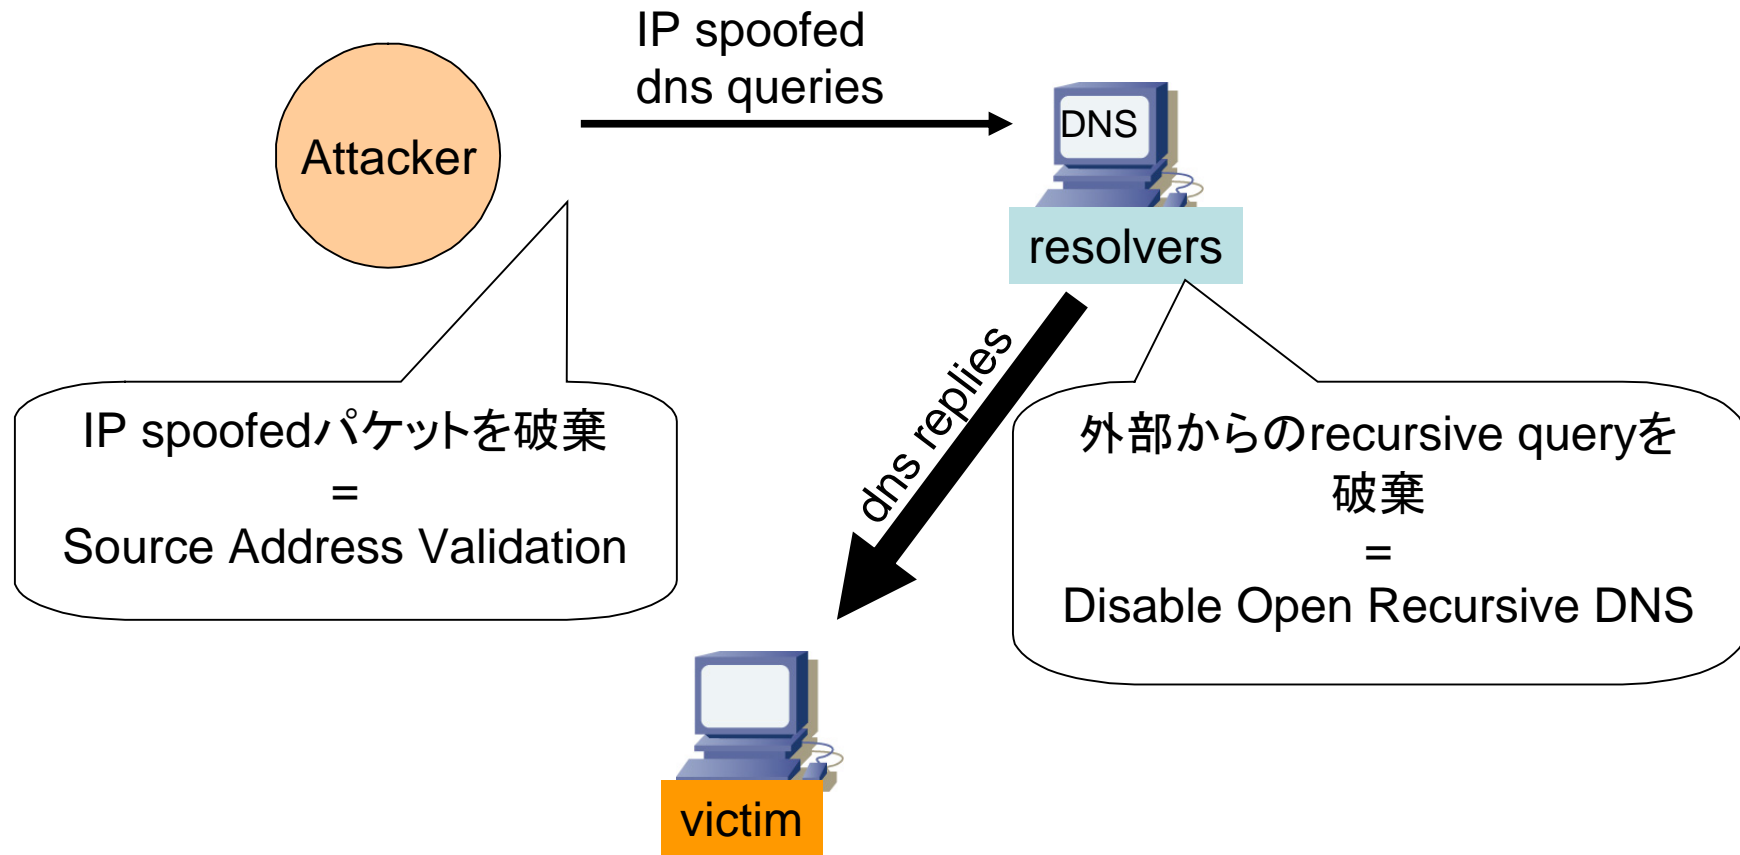 IP spoofed
dns queries
Attacker
DNS
resolvers
dns replies
IP spoofedパケットを破棄
=
Source Address Validation
外部からのrecursive queryを
破棄
=
Disable Open Recursive DNS
victim